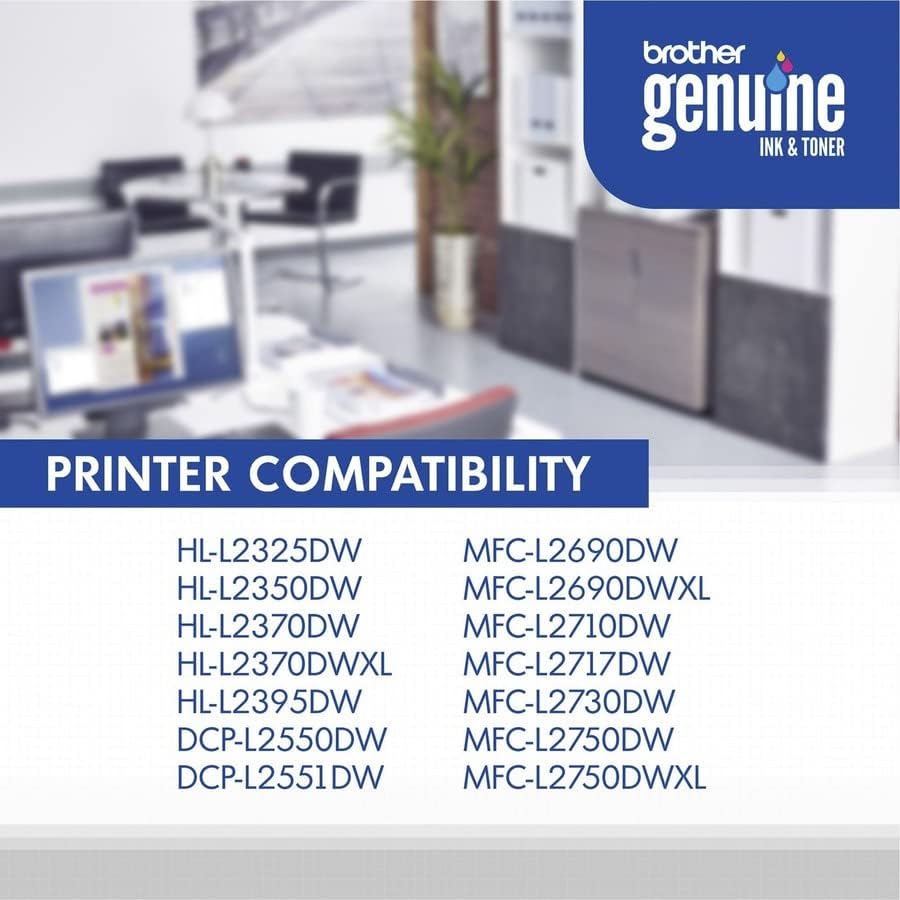 brother
genuine
INK & TONER
PRINTER COMPATIBILITY
HL-L2325DW
HL-L2350DW
HL-L2370DW
HL-L2370DWXL
HL-L2395DW
DCP-L2550DW
DCP-L2551DW
MFC-L2690DW
MFC-L2690DWXL
MFC-L2710DW
MFC-L2717DW
MFC-L2730DW
MFC-L2750DW
MFC-L2750DWXL